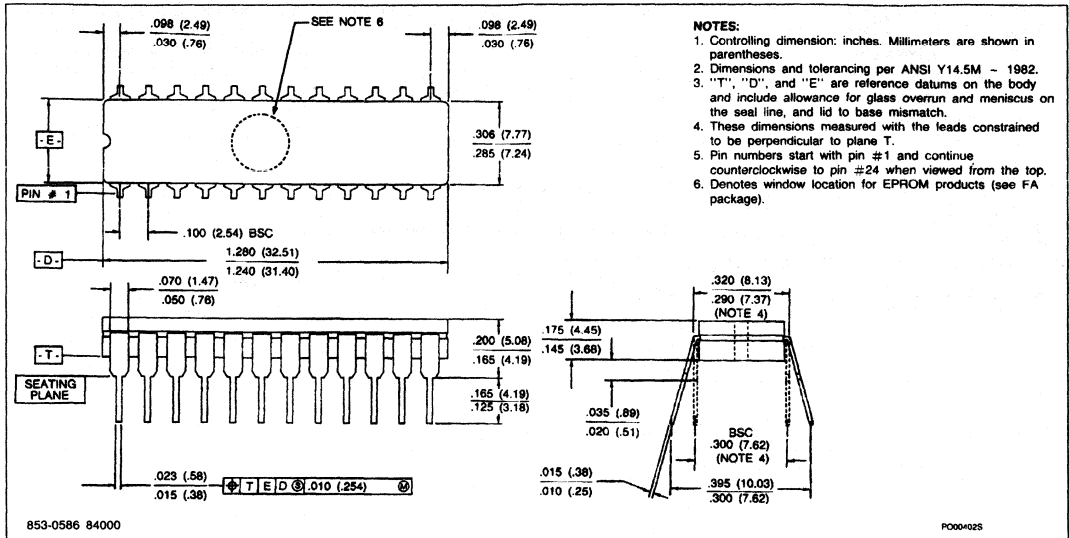 .098 (2.49)
.030 (.76)
SEE NOTE 6
.098 (2.49)
.030 (.76)
- E -
.306 (7.77)
.285 (7.24)
PIN # 1
.100 (2.54) BSC
- D -
1.280 (32.51)
1.240 (31.40)
.070 (1.47)
.050 (.76)
- T -
SEATING
PLANE
.200 (5.08)
.165 (4.19)
.165 (4.19)
.125 (3.18)
.023 (.58)
.015 (.38)
⌖ T E D Ⓢ .010 (.254) Ⓜ
NOTES:
1. Controlling dimension: inches. Millimeters are shown in
parentheses.
2. Dimensions and tolerancing per ANSI Y14.5M ~ 1982.
3. "T", "D", and "E" are reference datums on the body
and include allowance for glass overrun and meniscus on
the seal line, and lid to base mismatch.
4. These dimensions measured with the leads constrained
to be perpendicular to plane T.
5. Pin numbers start with pin #1 and continue
counterclockwise to pin #24 when viewed from the top.
6. Denotes window location for EPROM products (see FA
package).
.320 (8.13)
.290 (7.37)
(NOTE 4)
.175 (4.45)
.145 (3.68)
.035 (.89)
.020 (.51)
BSC
.300 (7.62)
(NOTE 4)
.015 (.38)
.010 (.25)
.395 (10.03)
.300 (7.62)
853-0586 84000
PO00402S